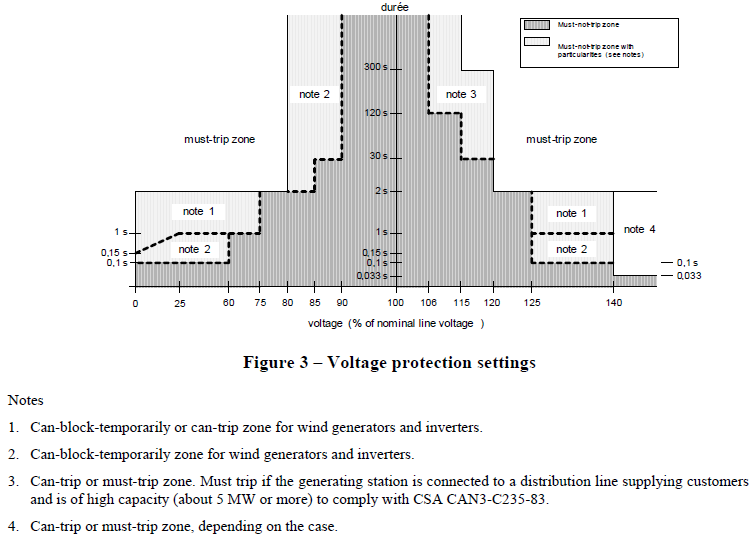 durée
Must-not-trip zone
Must-not-trip zone with
particularities (see notes)
300 s
note 2
note 3
120 s
must-trip zone
must-trip zone
30 s
2 s
note 1
note 1
1 s
1 s
note 4
note 2
note 2
0,15 s
0,15 s
0,1 s
0,1 s
0,1 s
0,033 s
0,033
0 25 60 75 80 85 90 100 106 115 120 125 140
voltage (% of nominal line voltage )
Figure 3 – Voltage protection settings
Notes
1. Can-block-temporarily or can-trip zone for wind generators and inverters.
2. Can-block-temporarily zone for wind generators and inverters.
3. Can-trip or must-trip zone. Must trip if the generating station is connected to a distribution line supplying customers
and is of high capacity (about 5 MW or more) to comply with CSA CAN3-C235-83.
4. Can-trip or must-trip zone, depending on the case.